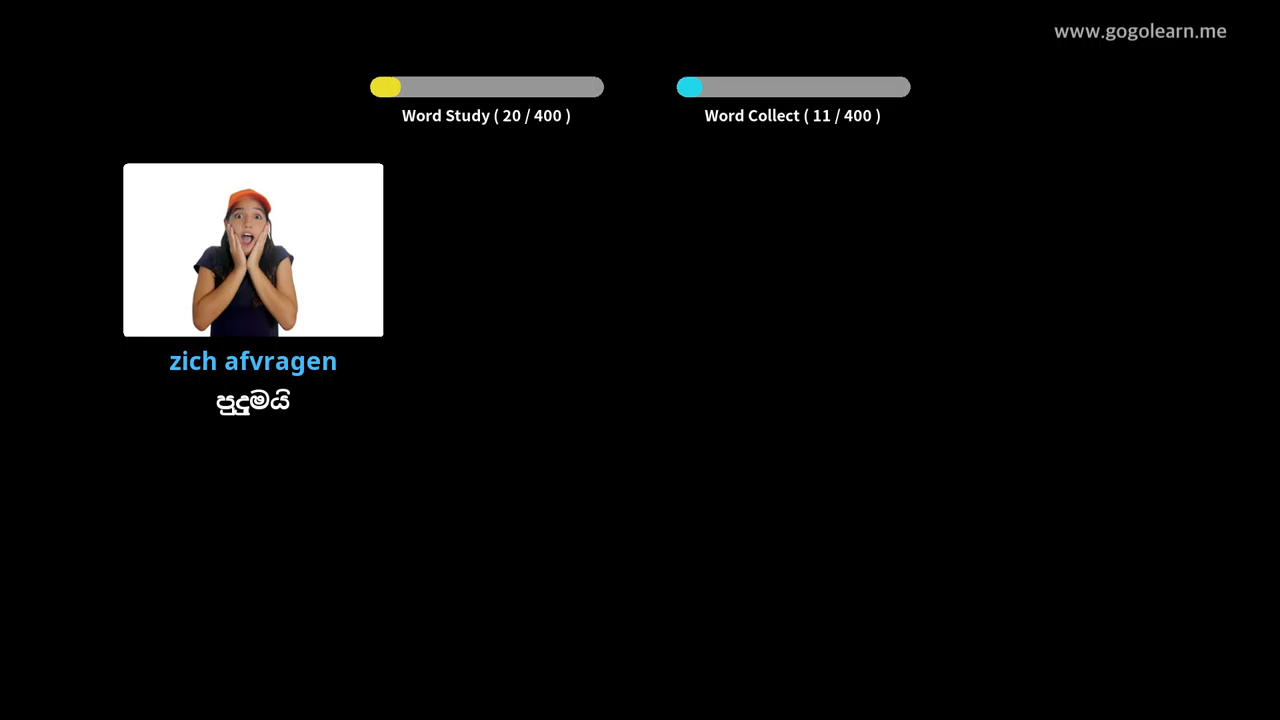 www.gogolearn.me
Word Study ( 20 / 400 )
Word Collect ( 11 / 400 )
zich afvragen
පුදුමයි